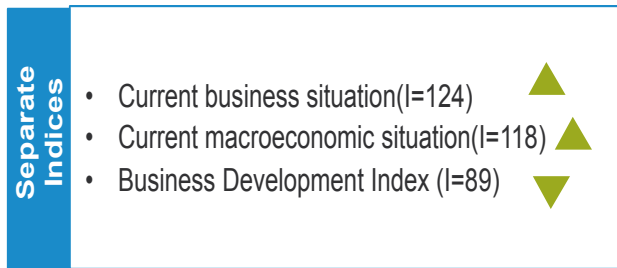 Separate
Indices
• Current business situation(I=124)
• Current macroeconomic situation(I=118)
• Business Development Index (I=89)